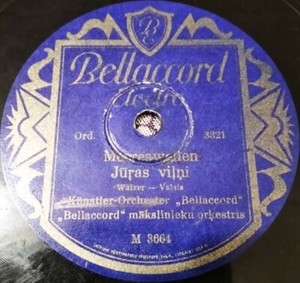 Bellaccord
Electro
Ord. 3321
Meereswellen
Jūras viļņi
Walzer — Valsis
Künstler-Orchester „Bellaccord"
"Bellaccord" mākslinieku orķestris
M 3664